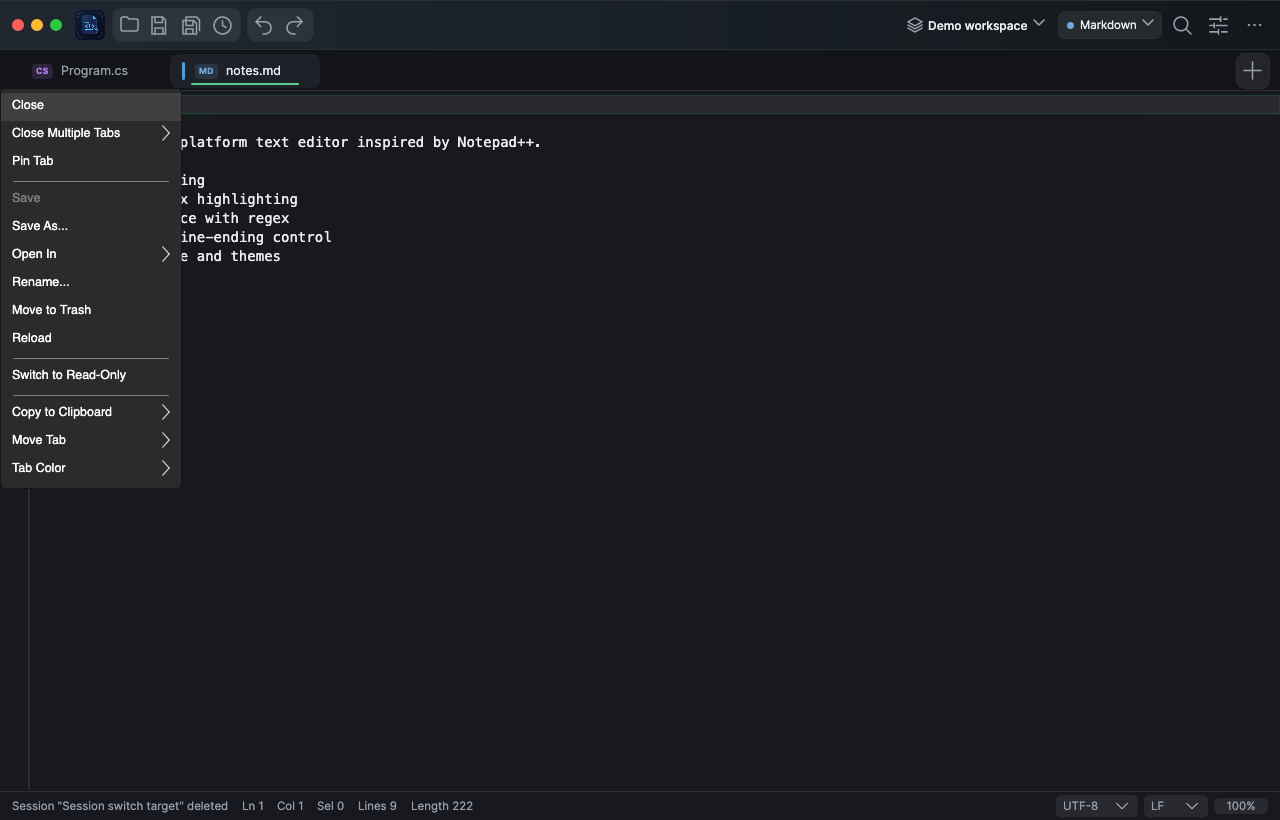 Demo workspace
Markdown
CS Program.cs
MD notes.md
Close
Close Multiple Tabs
Pin Tab
Save
Save As...
Open In
Rename...
Move to Trash
Reload
Switch to Read-Only
Copy to Clipboard
Move Tab
Tab Color
platform text editor inspired by Notepad++.
ing
x highlighting
ce with regex
ine-ending control
e and themes
Session "Session switch target" deleted Ln 1 Col 1 Sel 0 Lines 9 Length 222
UTF-8 LF 100%